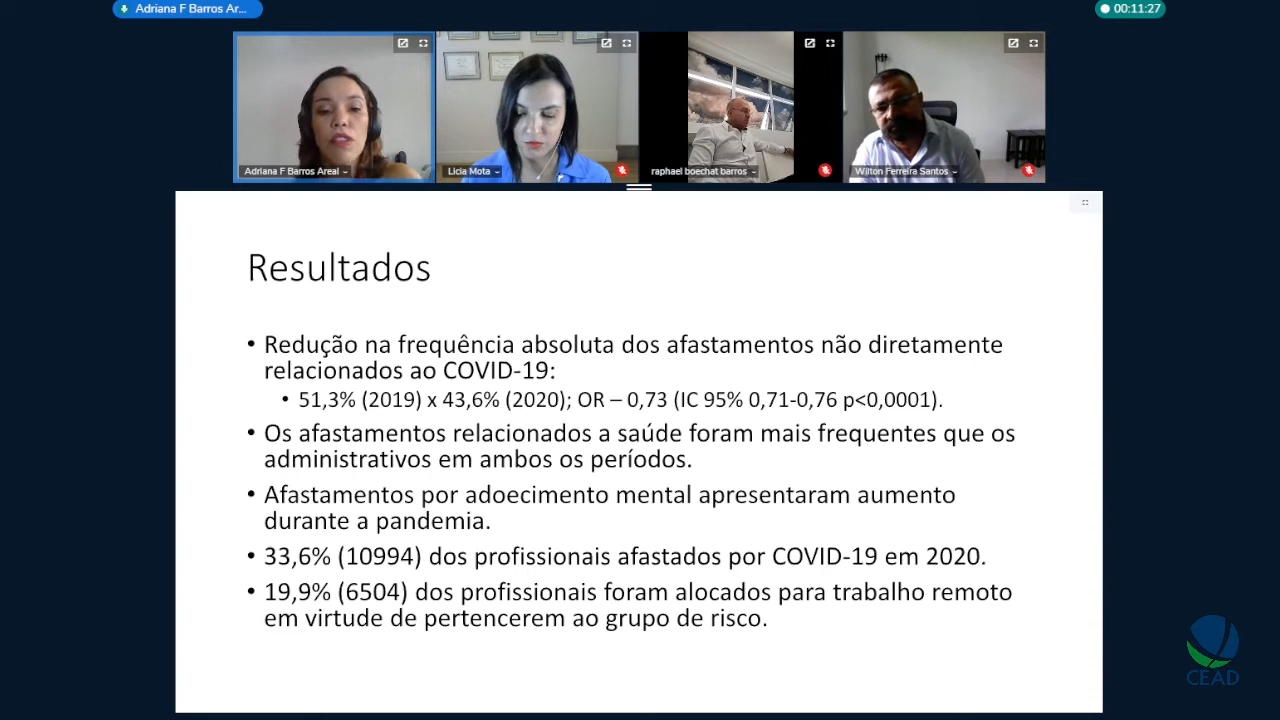 Adriana F Barros Ar...
00:11:27
Adriana F Barros Areal
Licia Mota
raphael boechat barros
Wilton Ferreira Santos
Resultados
• Redução na frequência absoluta dos afastamentos não diretamente
relacionados ao COVID-19:
• 51,3% (2019) x 43,6% (2020); OR – 0,73 (IC 95% 0,71-0,76 p<0,0001).
• Os afastamentos relacionados a saúde foram mais frequentes que os
administrativos em ambos os períodos.
• Afastamentos por adoecimento mental apresentaram aumento
durante a pandemia.
• 33,6% (10994) dos profissionais afastados por COVID-19 em 2020.
• 19,9% (6504) dos profissionais foram alocados para trabalho remoto
em virtude de pertencerem ao grupo de risco.
CEAD